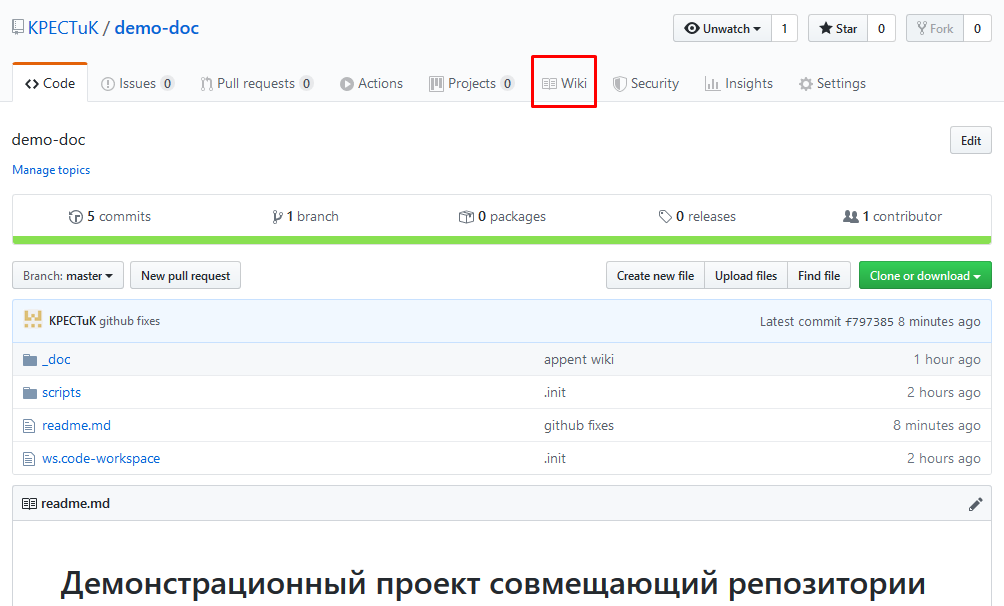 KPECTuK / demo-doc
Unwatch 1 Star 0 Fork 0
Code Issues 0 Pull requests 0 Actions Projects 0 Wiki Security Insights Settings
demo-doc
Edit
Manage topics
5 commits 1 branch 0 packages 0 releases 1 contributor
Branch: master New pull request Create new file Upload files Find file Clone or download
KPECTuK github fixes Latest commit f797385 8 minutes ago
_doc appent wiki 1 hour ago
scripts .init 2 hours ago
readme.md github fixes 8 minutes ago
ws.code-workspace .init 2 hours ago
readme.md
Демонстрационный проект совмещающий репозитории